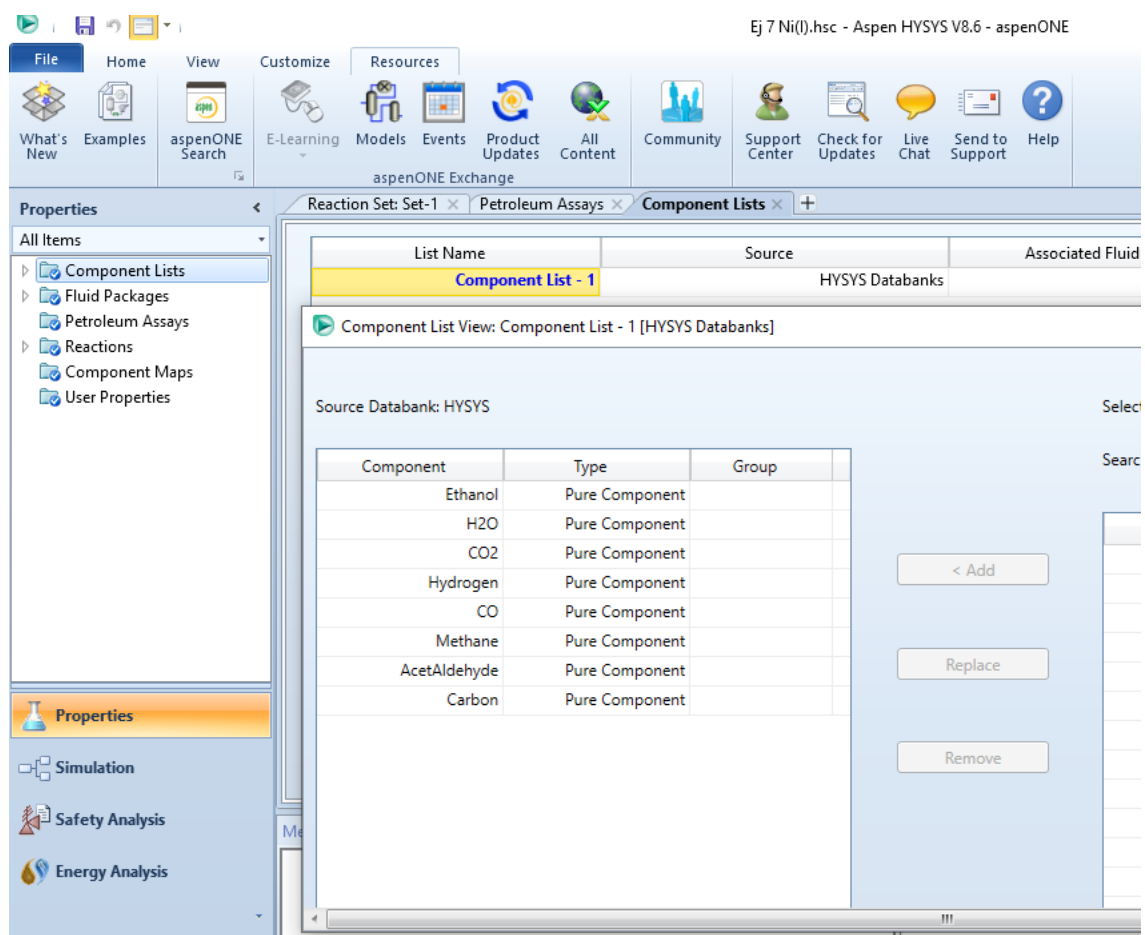 Ej 7 Ni(I).hsc - Aspen HYSYS V8.6 - aspenONE
File Home View Customize Resources
What's New Examples aspenONE Search E-Learning Models Events Product Updates All Content Community Support Center Check for Updates Live Chat Send to Support Help
aspenONE Exchange
Properties
Reaction Set: Set-1 Petroleum Assays Component Lists
All Items
Component Lists
Fluid Packages
Petroleum Assays
Reactions
Component Maps
User Properties
List Name Source Associated Fluid
Component List - 1 HYSYS Databanks
Component List View: Component List - 1 [HYSYS Databanks]
Source Databank: HYSYS
Select
Searc
Component Type Group
Ethanol Pure Component
H2O Pure Component
CO2 Pure Component
Hydrogen Pure Component
CO Pure Component
Methane Pure Component
AcetAldehyde Pure Component
Carbon Pure Component
< Add
Replace
Remove
Properties
Simulation
Safety Analysis
Energy Analysis
Me